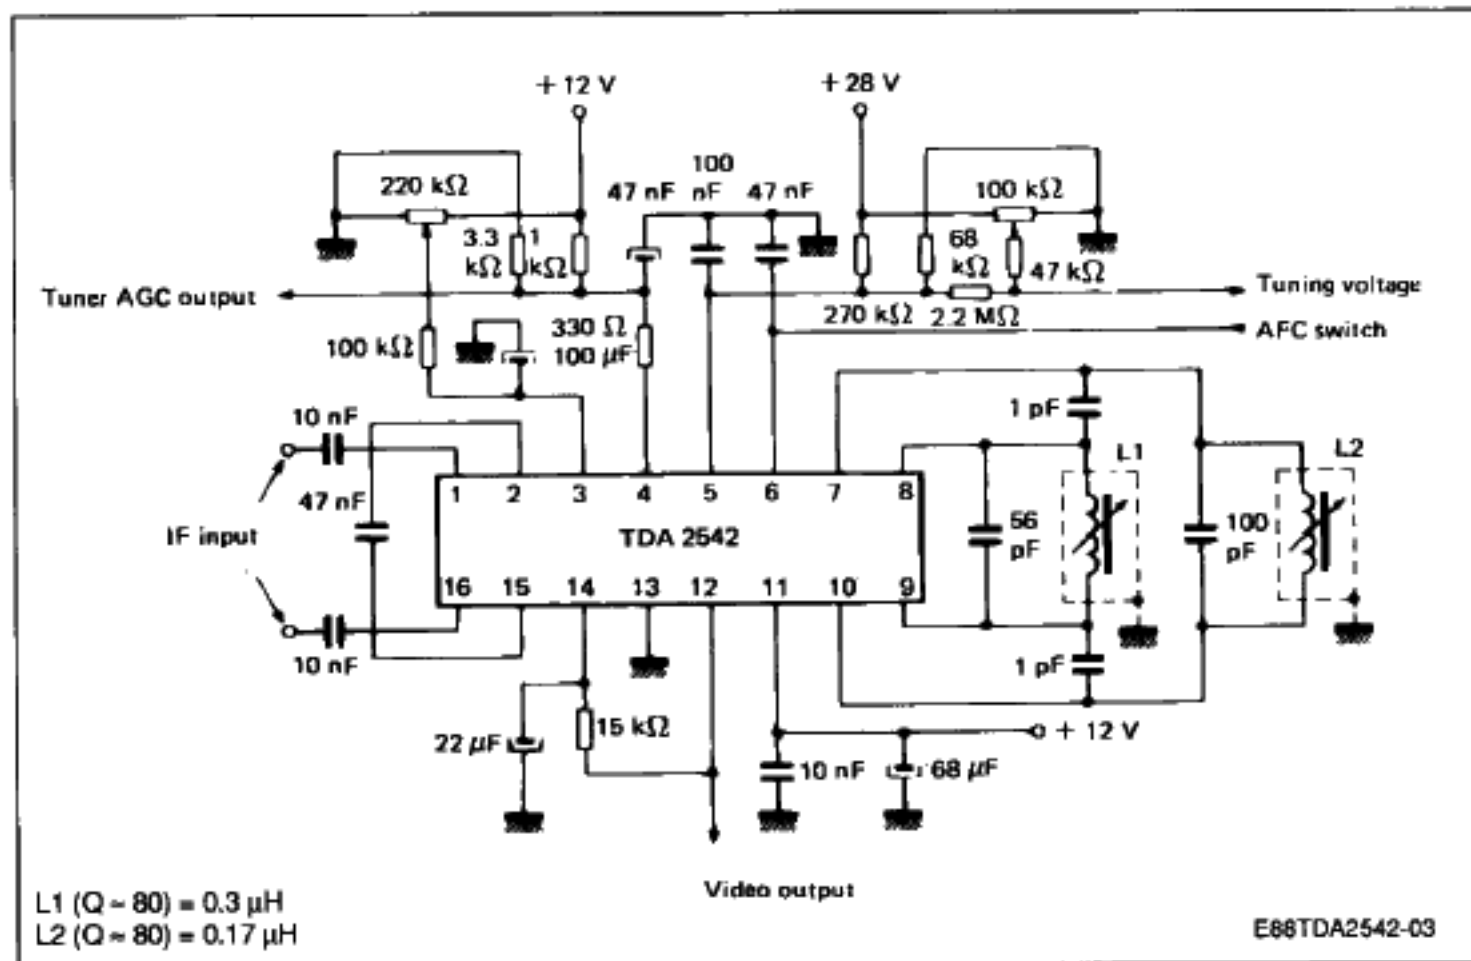 + 12 V
+ 28 V
220 kΩ
47 nF
100
nF
47 nF
100 kΩ
3.3
kΩ
1
kΩ
68
kΩ
47 kΩ
Tuner AGC output
Tuning voltage
270 kΩ
2.2 MΩ
AFC switch
100 kΩ
330 Ω
100 μF
10 nF
1 pF
L1
L2
47 nF
IF input
1 2 3 4 5 6 7 8
TDA 2542
16 15 14 13 12 11 10 9
56
pF
100
pF
10 nF
1 pF
22 μF
15 kΩ
+ 12 V
10 nF
68 μF
Video output
L1 (Q ≈ 80) = 0.3 μH
L2 (Q ≈ 80) = 0.17 μH
E88TDA2542-03